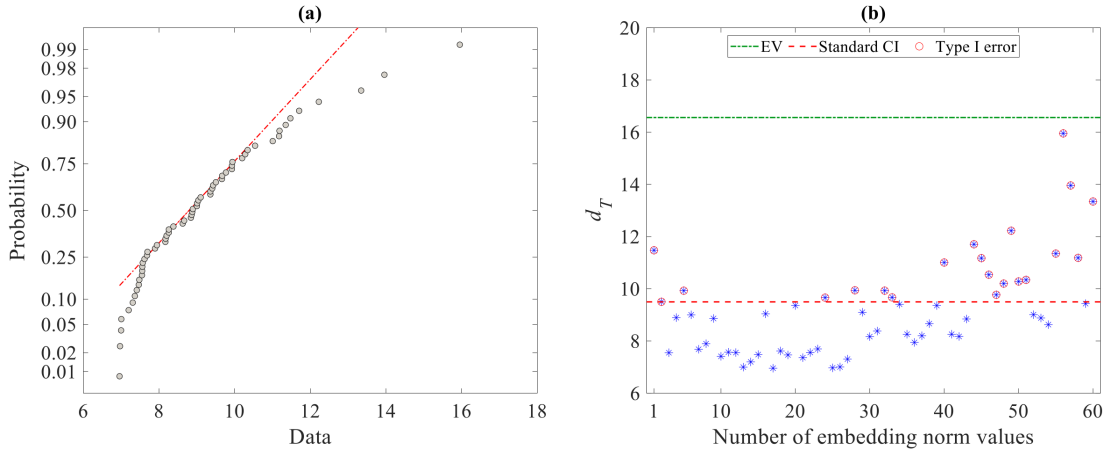 (a)
0.99
0.98
0.95
0.90
0.75
0.50
0.25
0.10
0.05
0.02
0.01
Probability
6 8 10 12 14 16 18
Data
(b)
EV Standard CI Type I error
20
18
16
14
12
10
8
6
d_T
1 10 20 30 40 50 60
Number of embedding norm values